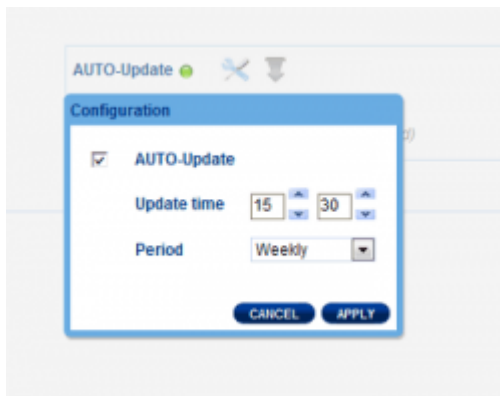 AUTO-Update
Configuration
AUTO-Update
Update time 15 30
Period Weekly
CANCEL APPLY